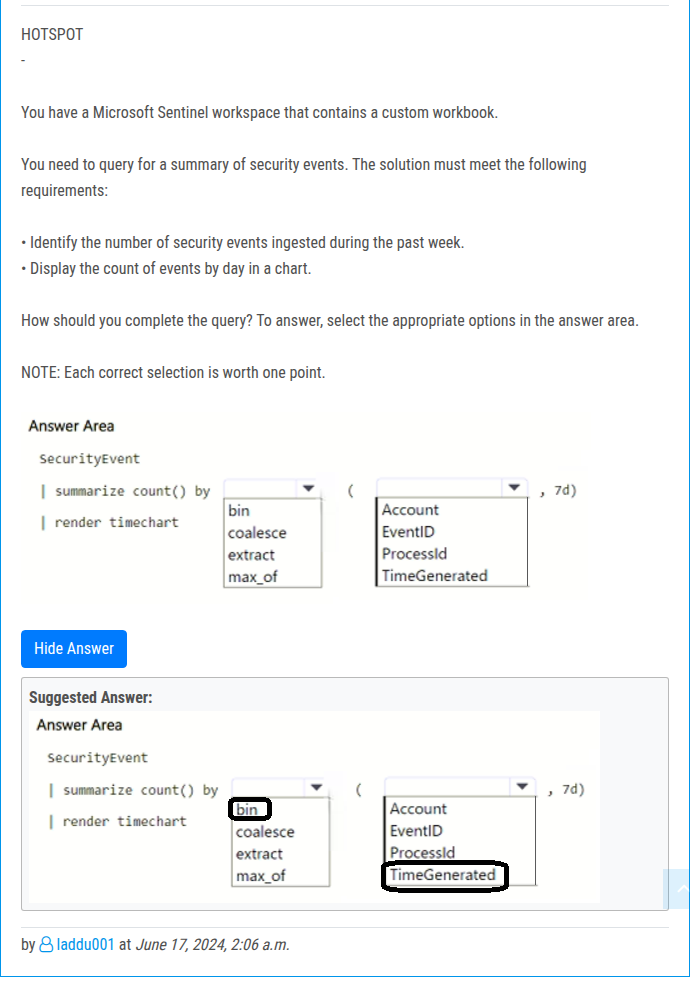 HOTSPOT
-
You have a Microsoft Sentinel workspace that contains a custom workbook.
You need to query for a summary of security events. The solution must meet the following
requirements:
• Identify the number of security events ingested during the past week.
• Display the count of events by day in a chart.
How should you complete the query? To answer, select the appropriate options in the answer area.
NOTE: Each correct selection is worth one point.
Answer Area
SecurityEvent
| summarize count() by ( , 7d)
| render timechart
bin
coalesce
extract
max_of
Account
EventID
ProcessId
TimeGenerated
Hide Answer
Suggested Answer:
Answer Area
SecurityEvent
| summarize count() by ( , 7d)
| render timechart
bin
coalesce
extract
max_of
Account
EventID
ProcessId
TimeGenerated
by laddu001 at June 17, 2024, 2:06 a.m.